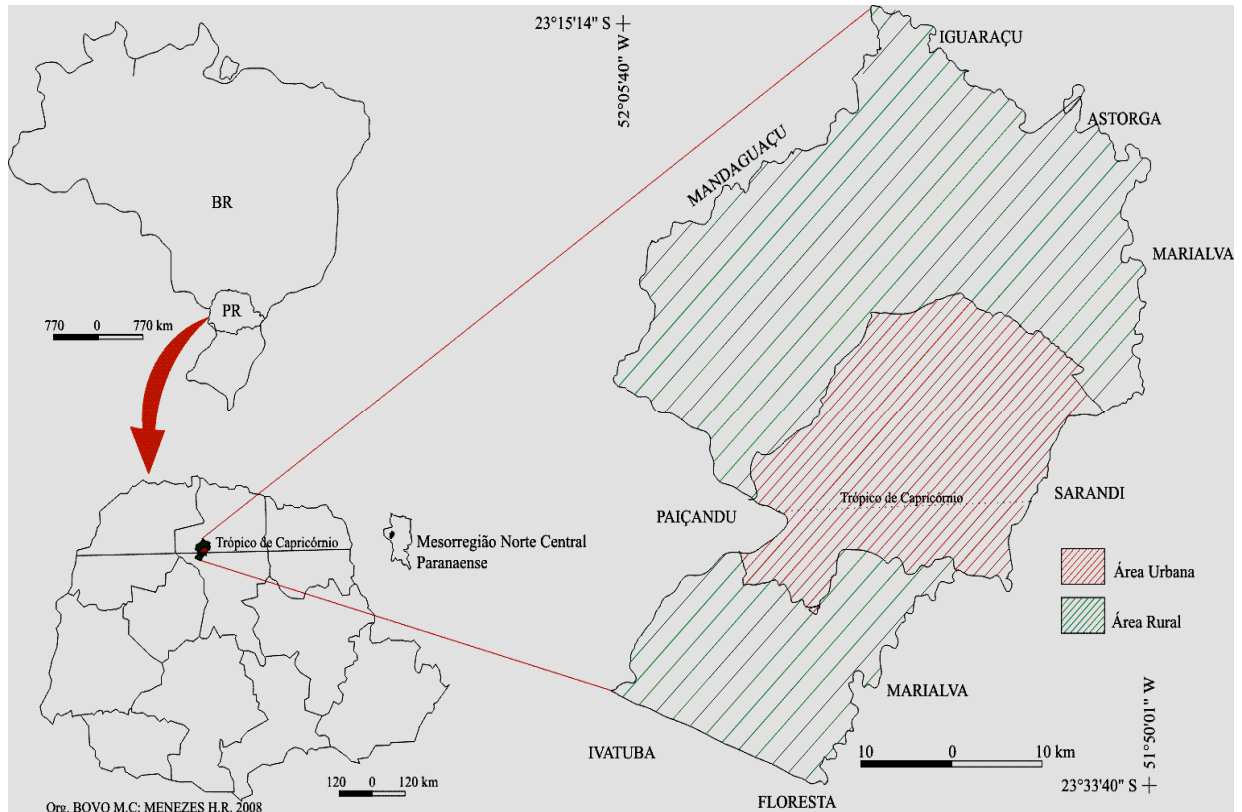 23°15'14" S
52°05'40" W
IGUARAÇU
ASTORGA
MANDAGUAÇU
BR
MARIALVA
PR
770 0 770 km
Trópico de Capricórnio
SARANDI
PAIÇANDU
Trópico de Capricórnio
Mesorregião Norte Central
Paranaense
Área Urbana
Área Rural
MARIALVA
51°50'01" W
IVATUBA
10 0 10 km
120 0 120 km
23°33'40" S
FLORESTA
Org. BOVO M.C; MENEZES H.R. 2008